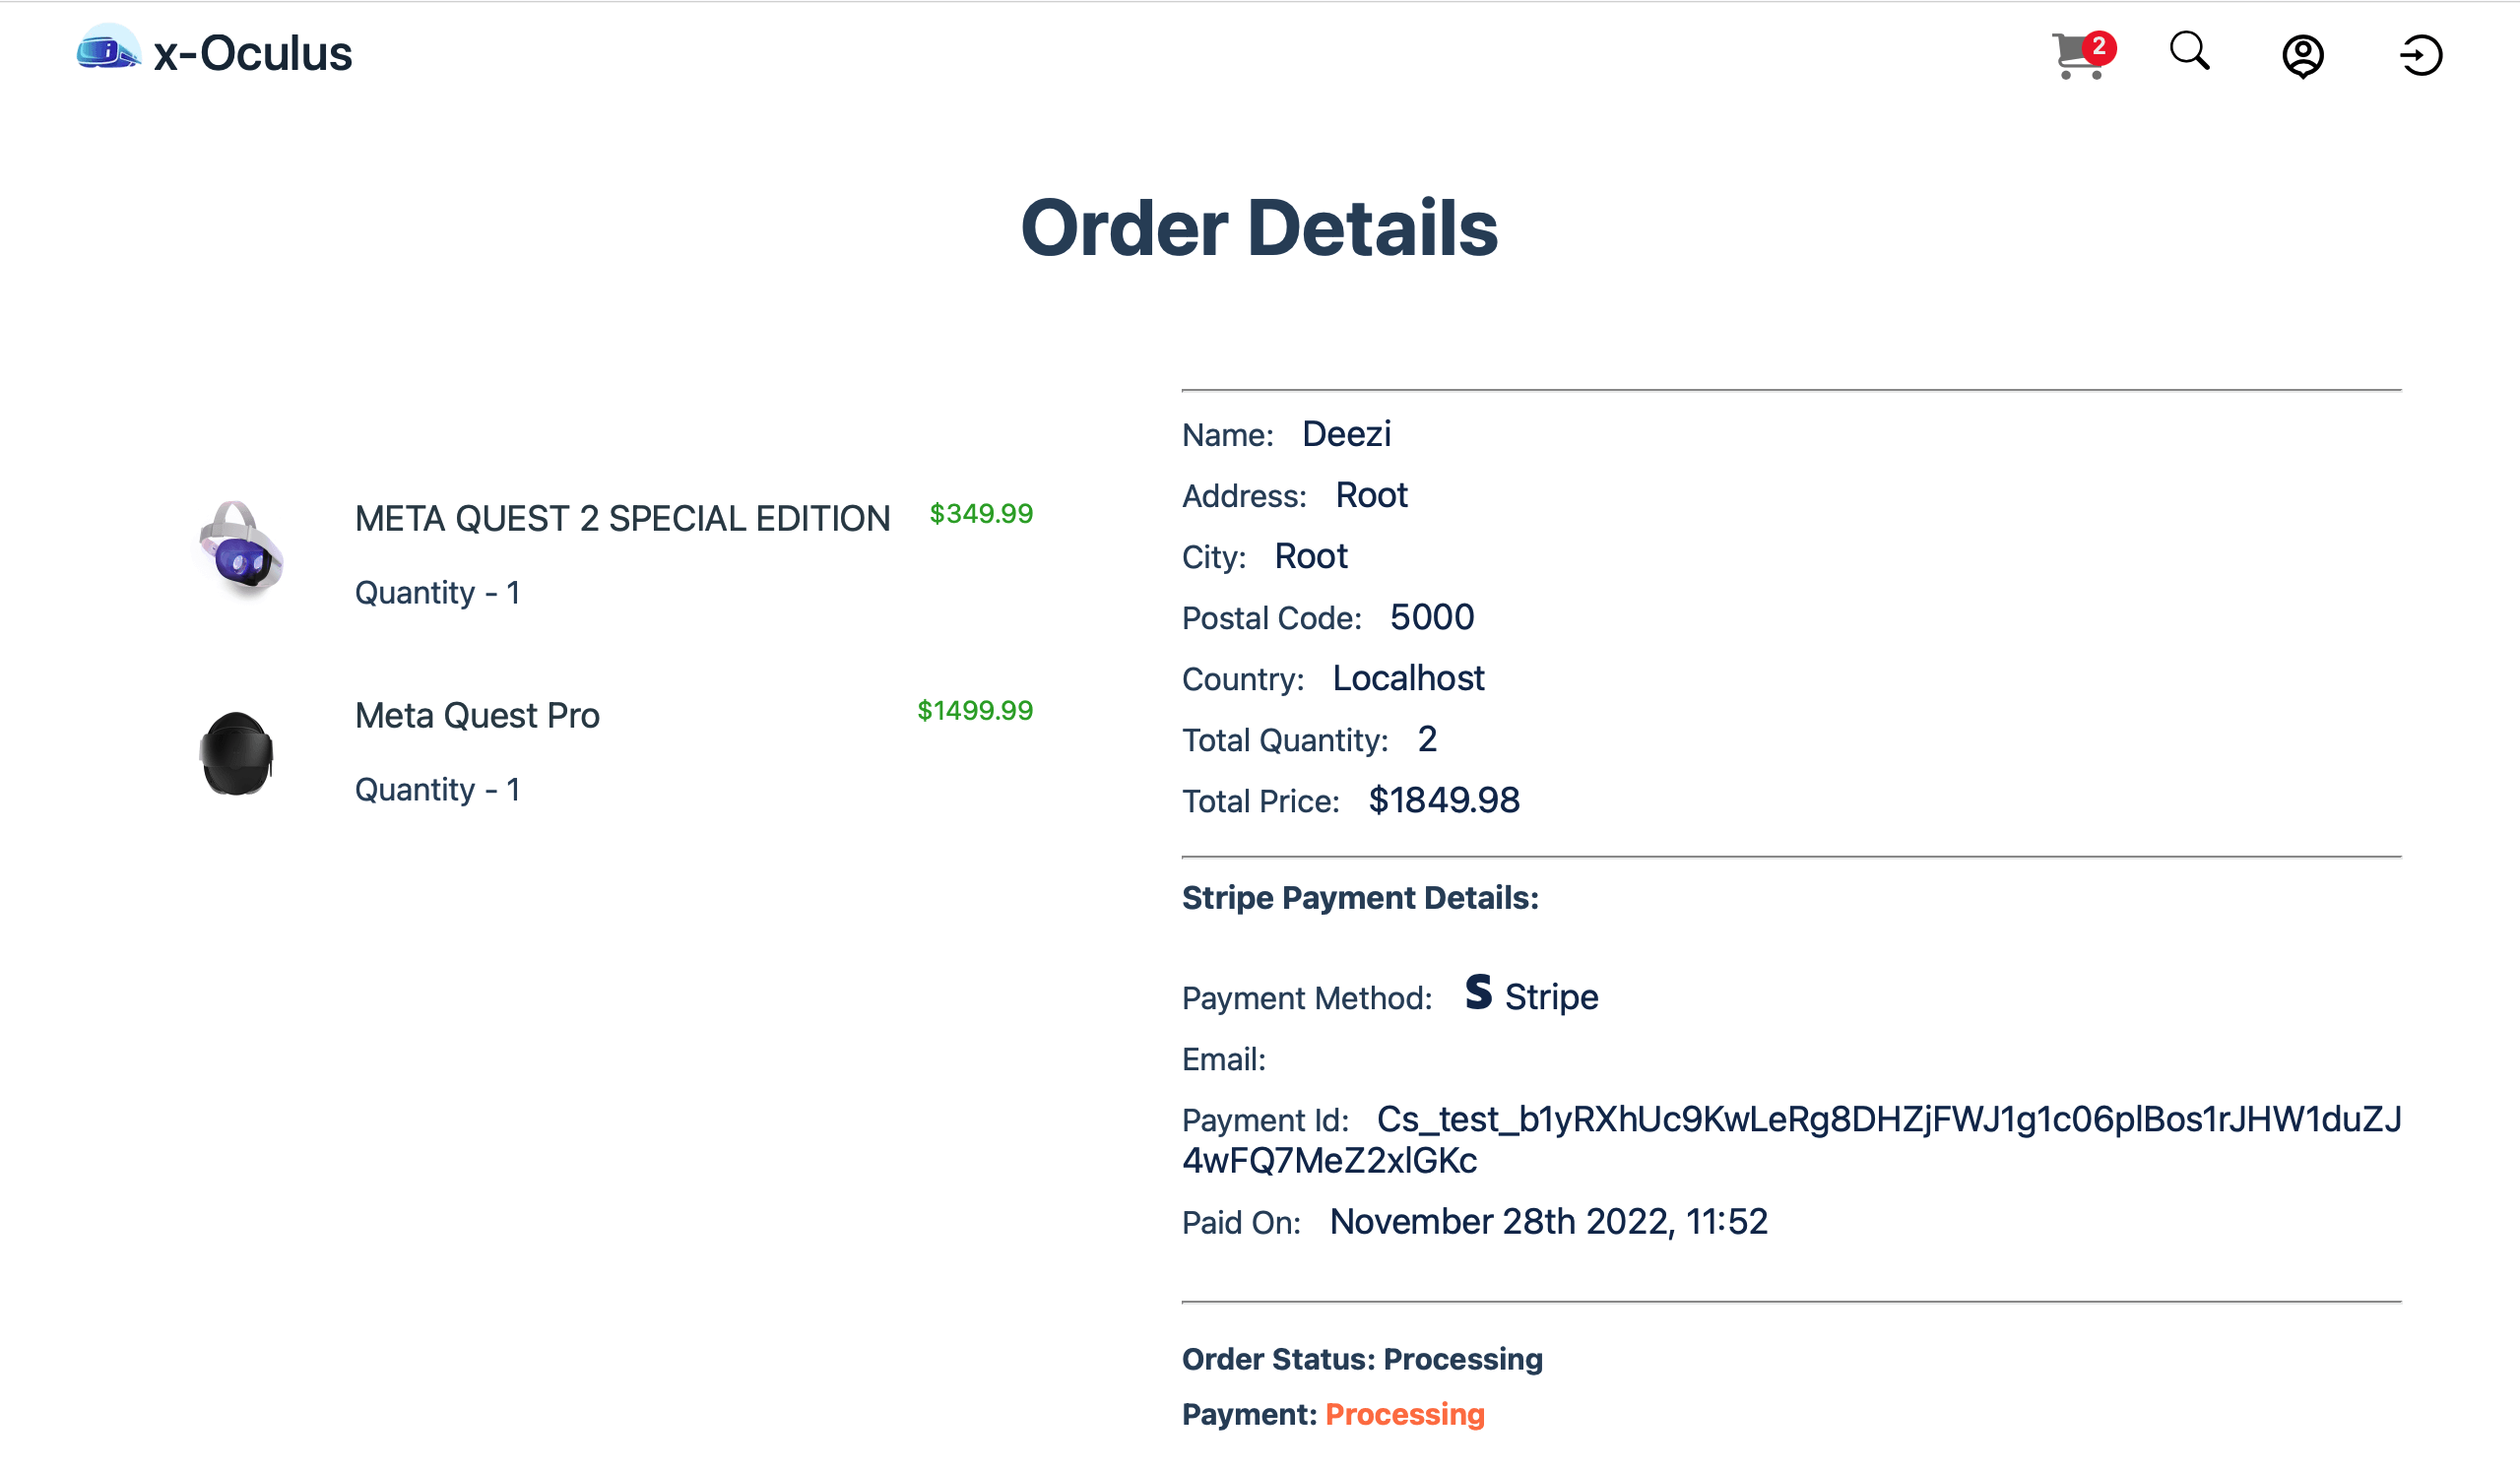 x-Oculus
2
Order Details
META QUEST 2 SPECIAL EDITION $349.99
Quantity - 1
Meta Quest Pro $1499.99
Quantity - 1
Name: Deezi
Address: Root
City: Root
Postal Code: 5000
Country: Localhost
Total Quantity: 2
Total Price: $1849.98
Stripe Payment Details:
Payment Method: S Stripe
Email:
Payment Id: Cs_test_b1yRXhUc9KwLeRg8DHZjFWJ1g1c06plBos1rJHW1duZJ
4wFQ7MeZ2xlGKc
Paid On: November 28th 2022, 11:52
Order Status: Processing
Payment: Processing